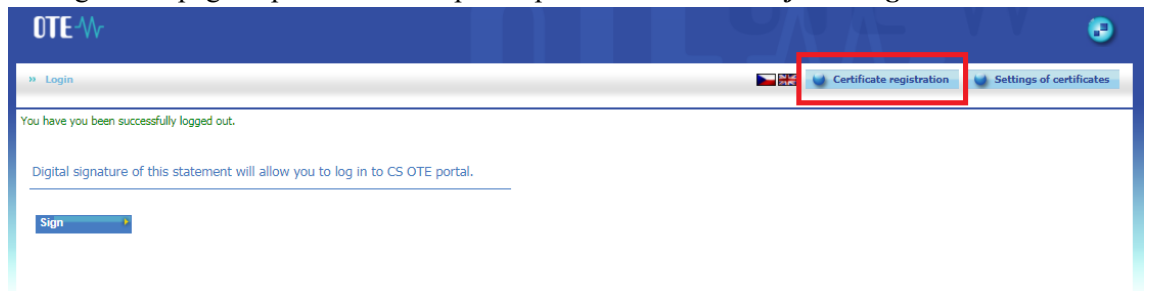 OTE
» Login
Certificate registration
Settings of certificates
You have you been successfully logged out.
Digital signature of this statement will allow you to log in to CS OTE portal.
Sign